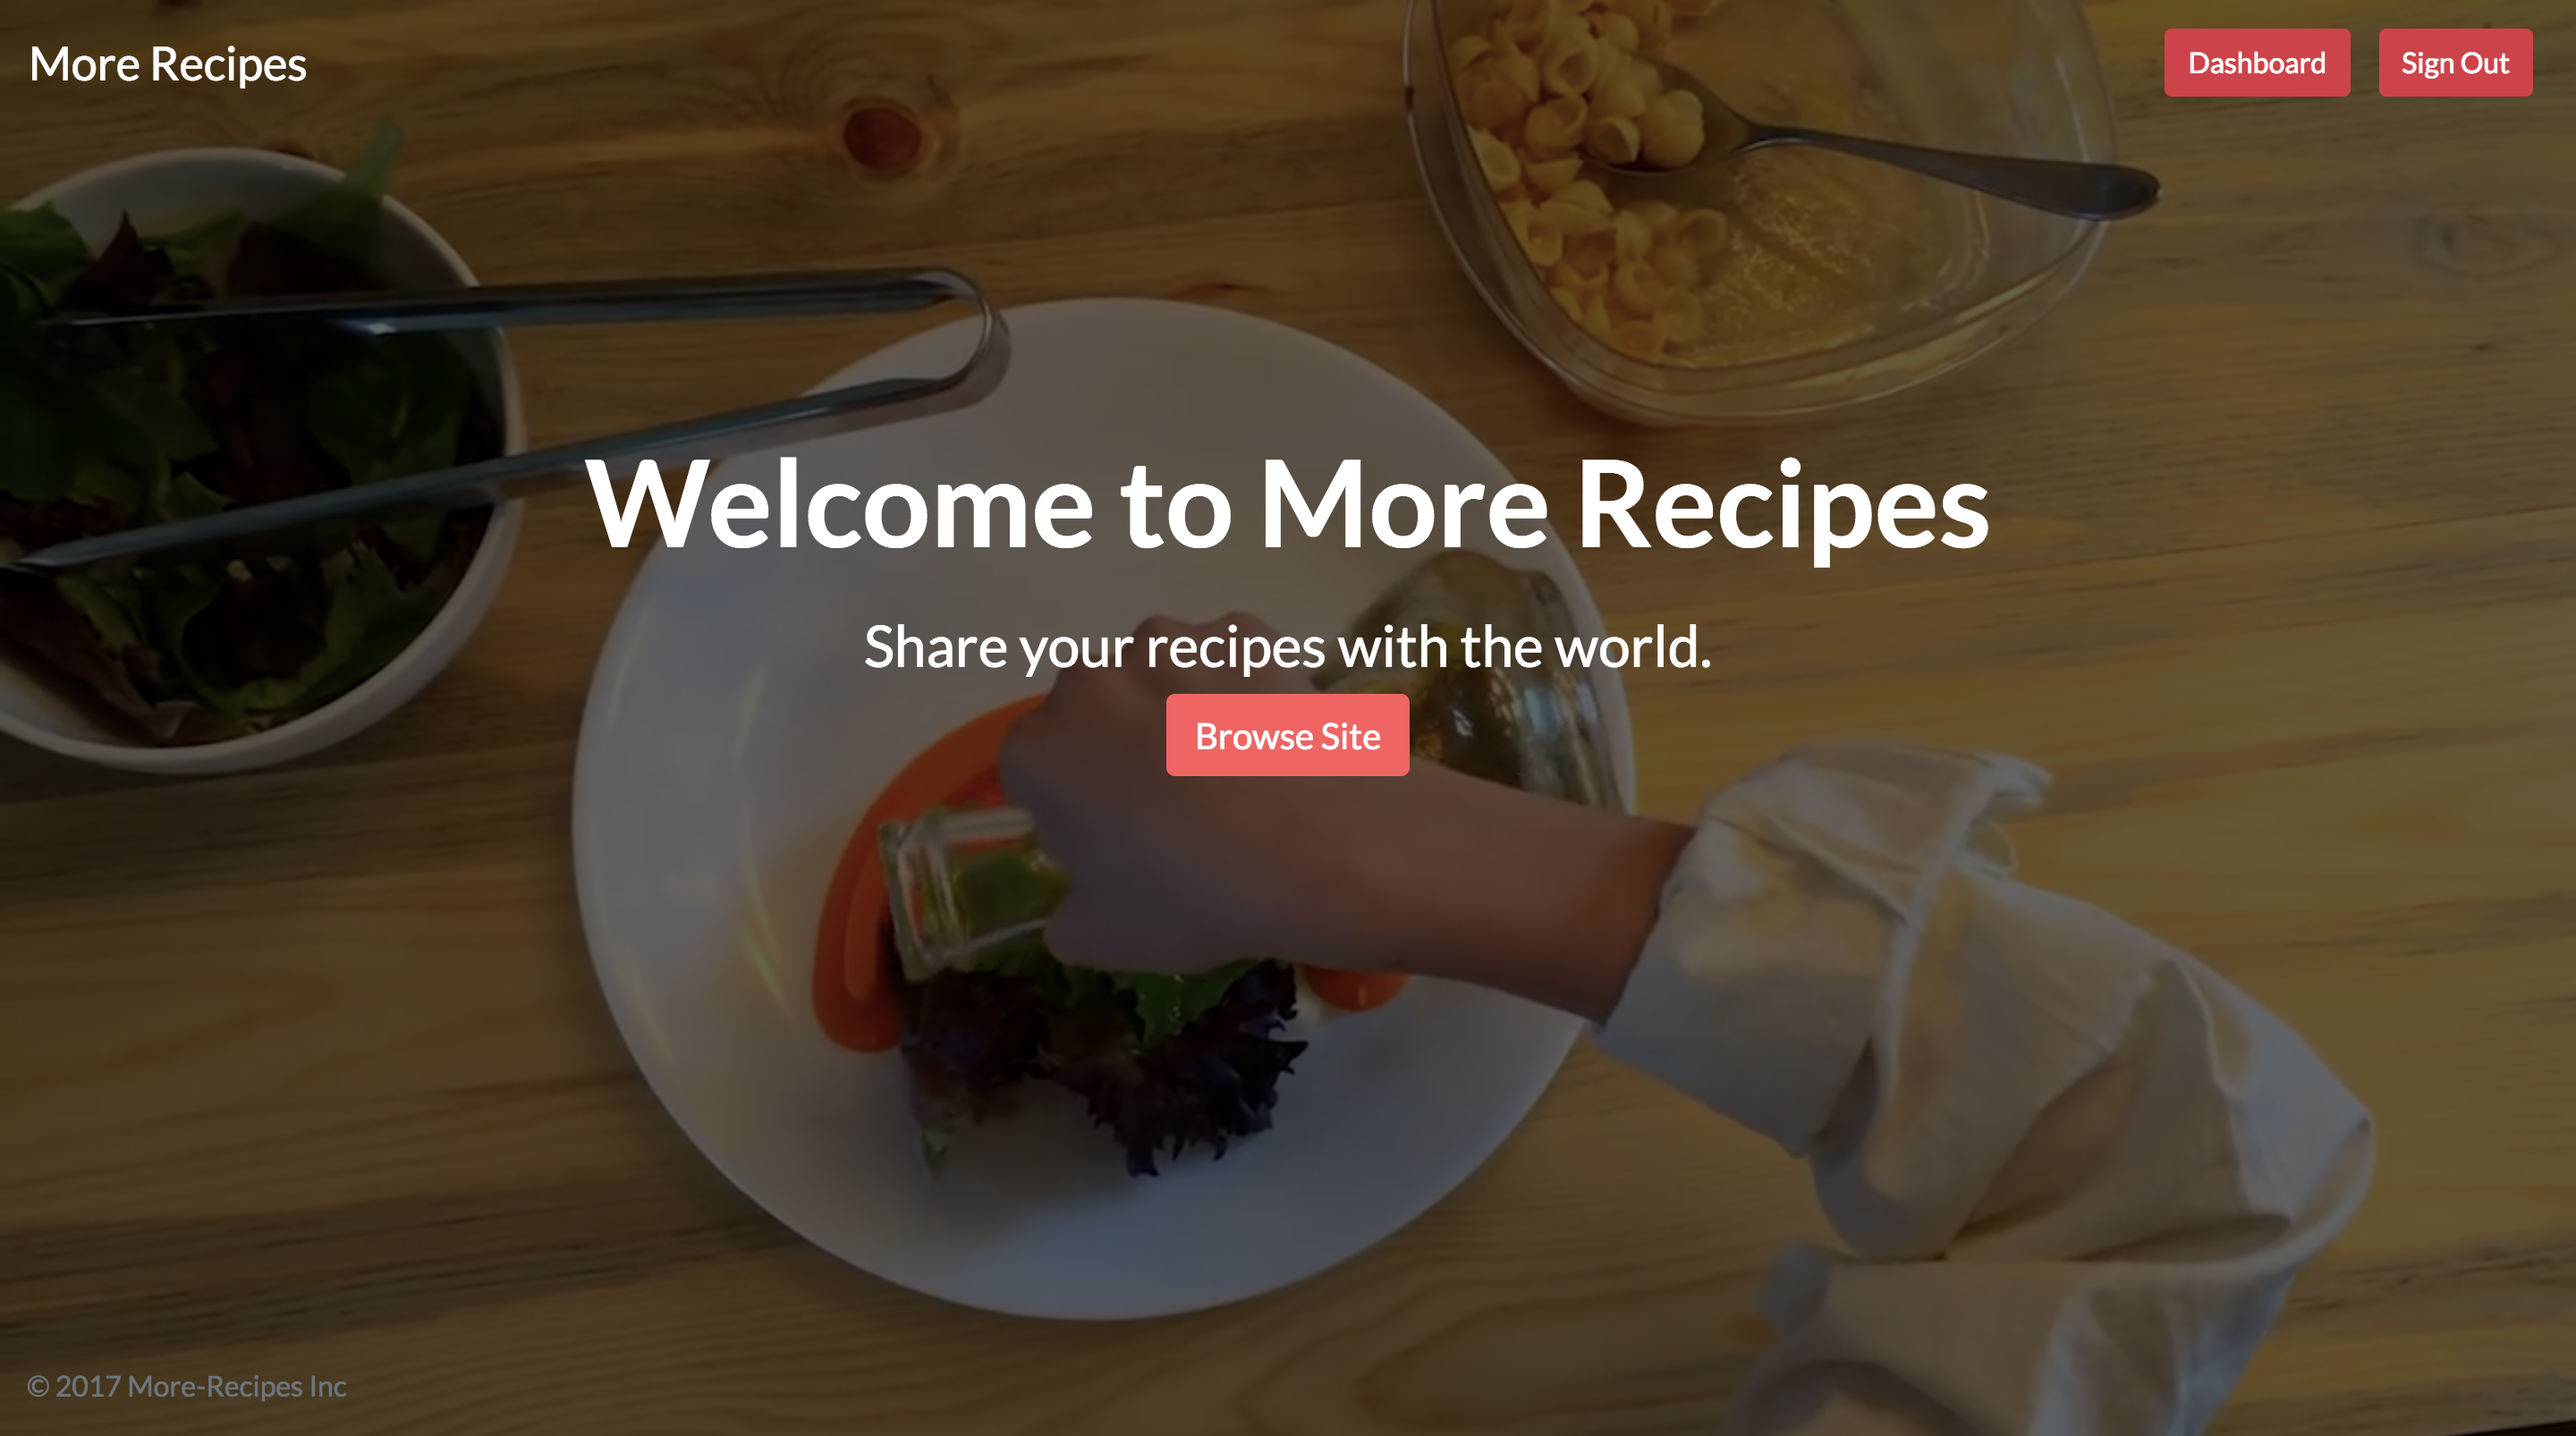 More Recipes
Dashboard
Sign Out
Welcome to More Recipes
Share your recipes with the world.
Browse Site
© 2017 More-Recipes Inc